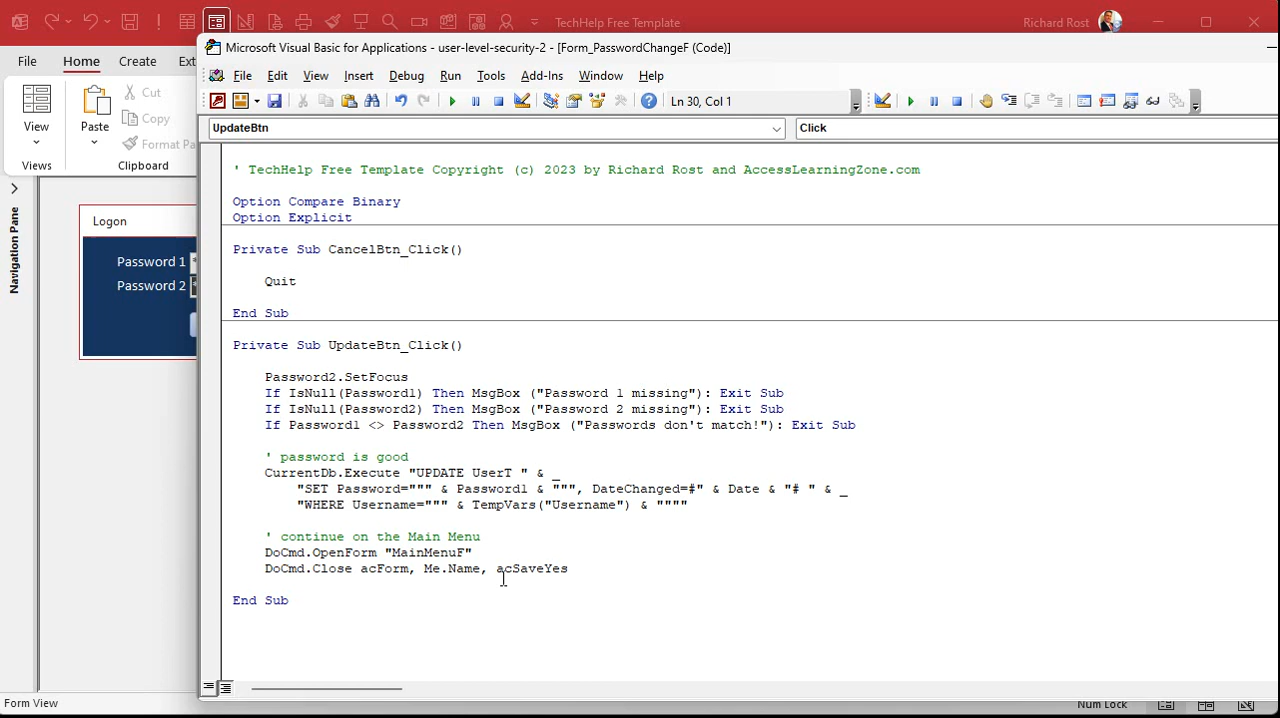 TechHelp Free Template
Richard Rost
File
Home
Create
Ext
View
Views
Paste
Cut
Copy
Format Pa
Clipboard
Navigation Pane
Logon
Password 1 *
Password 2 *
Form View
Microsoft Visual Basic for Applications - user-level-security-2 - [Form_PasswordChangeF (Code)]
File Edit View Insert Debug Run Tools Add-Ins Window Help
Ln 30, Col 1
UpdateBtn
Click
' TechHelp Free Template Copyright (c) 2023 by Richard Rost and AccessLearningZone.com
Option Compare Binary
Option Explicit
Private Sub CancelBtn_Click()
Quit
End Sub
Private Sub UpdateBtn_Click()
Password2.SetFocus
If IsNull(Password1) Then MsgBox ("Password 1 missing"): Exit Sub
If IsNull(Password2) Then MsgBox ("Password 2 missing"): Exit Sub
If Password1 <> Password2 Then MsgBox ("Passwords don't match!"): Exit Sub
' password is good
CurrentDb.Execute "UPDATE UserT " & _
"SET Password=""" & Password1 & """, DateChanged=#" & Date & "# " & _
"WHERE Username=""" & TempVars("Username") & """"
' continue on the Main Menu
DoCmd.OpenForm "MainMenuF"
DoCmd.Close acForm, Me.Name, acSaveYes
End Sub
Num Lock